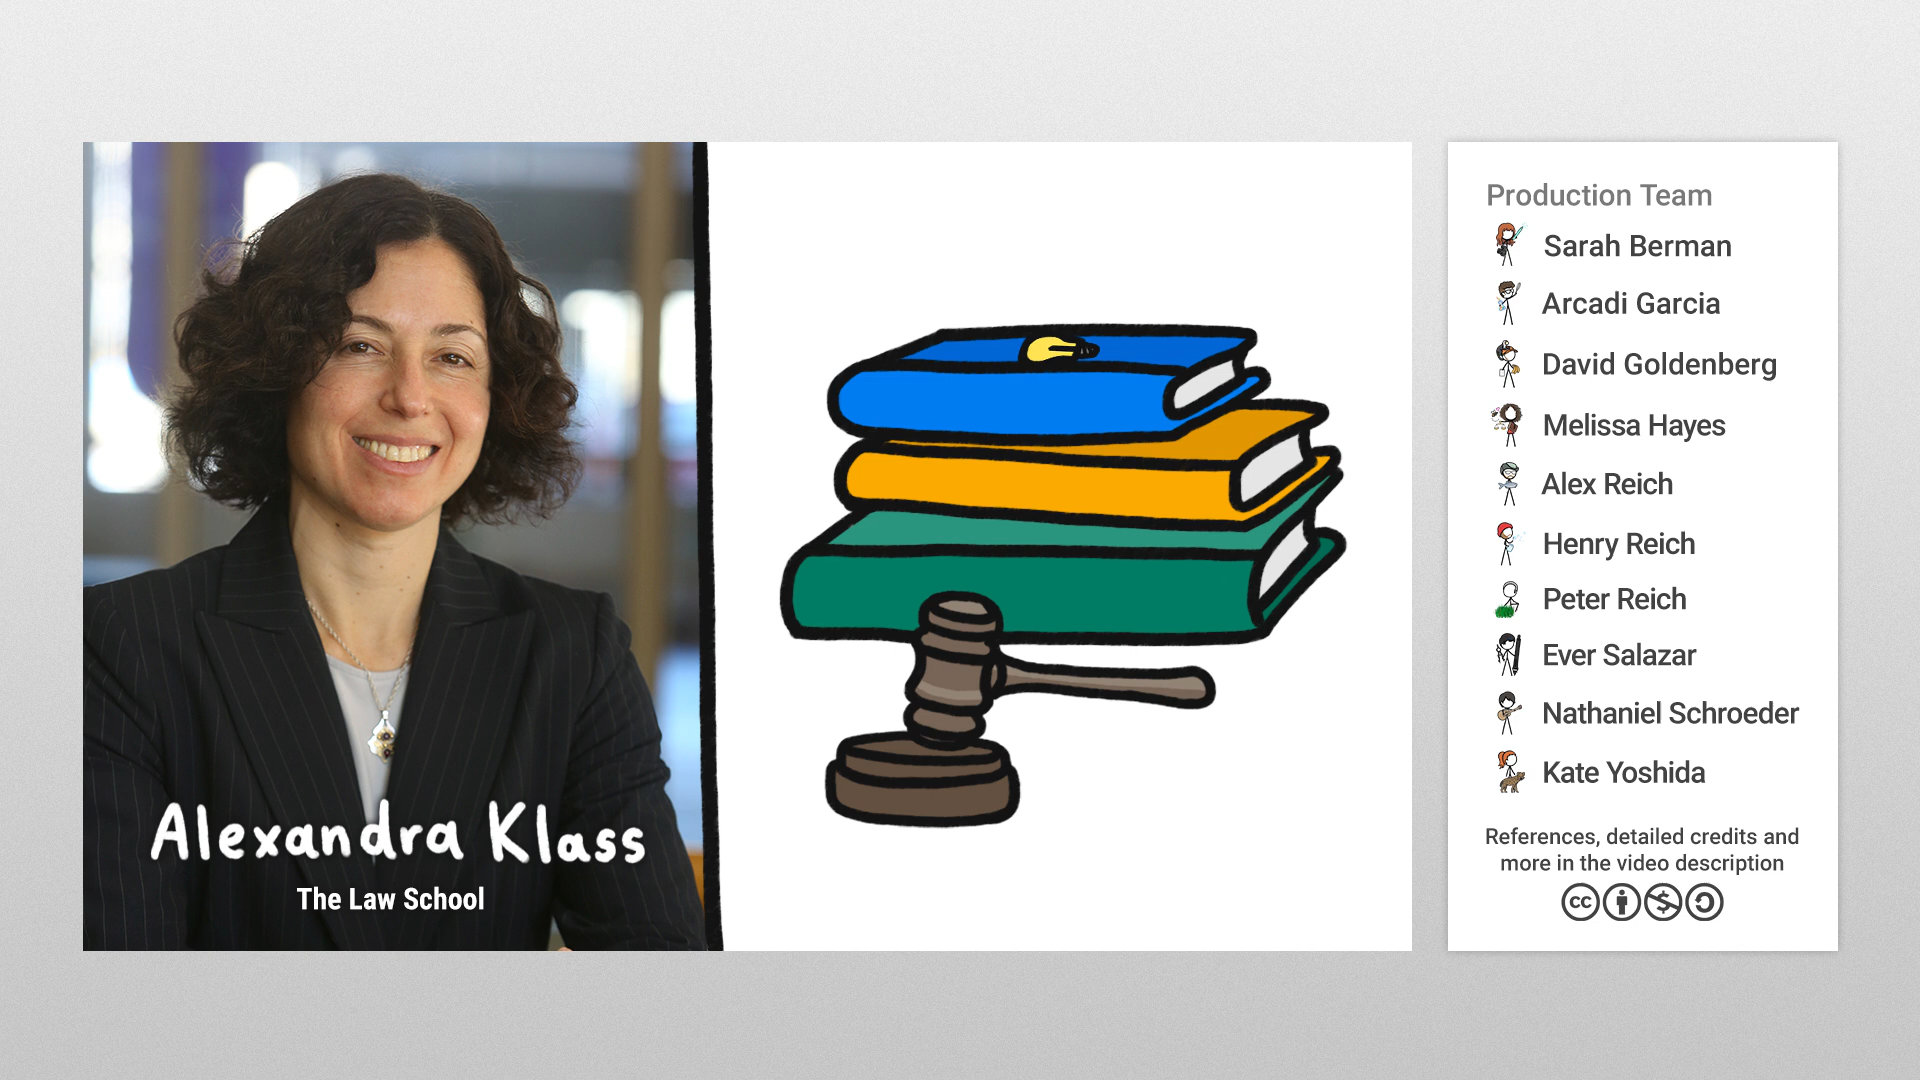 Alexandra Klass
The Law School
Production Team
Sarah Berman
Arcadi Garcia
David Goldenberg
Melissa Hayes
Alex Reich
Henry Reich
Peter Reich
Ever Salazar
Nathaniel Schroeder
Kate Yoshida
References, detailed credits and
more in the video description
cc